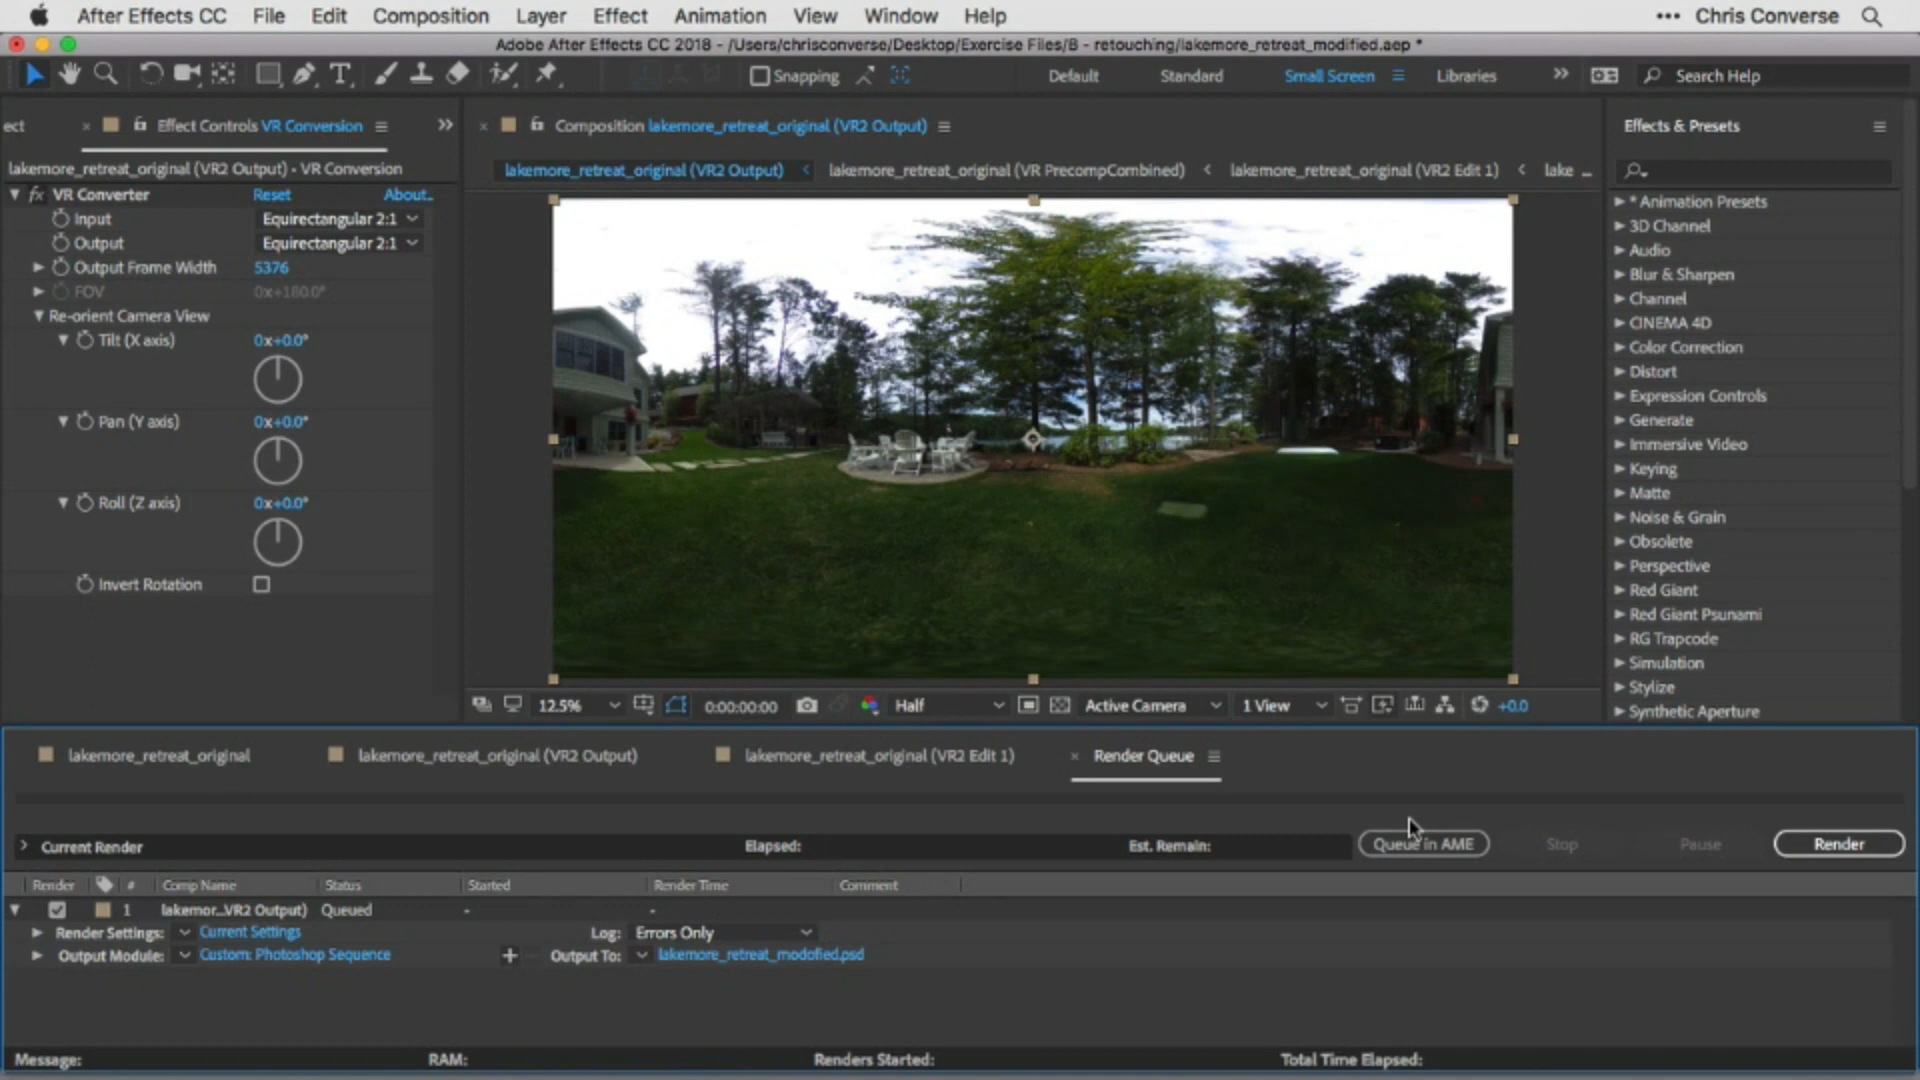 After Effects CC File Edit Composition Layer Effect Animation View Window Help ••• Chris Converse
Adobe After Effects CC 2018 - /Users/chrisconverse/Desktop/Exercise Files/B - retouching/lakemore_retreat_modified.aep *
Snapping Default Standard Small Screen Libraries Search Help
ect Effect Controls VR Conversion Composition lakemore_retreat_original (VR2 Output) Effects & Presets
lakemore_retreat_original (VR2 Output) • VR Conversion
lakemore_retreat_original (VR2 Output) lakemore_retreat_original (VR PrecompCombined) lakemore_retreat_original (VR2 Edit 1) lake ...
fx VR Converter Reset About..
Input Equirectangular 2:1
Output Equirectangular 2:1
Output Frame Width 5376
FOV 0x+180.0°
Re-orient Camera View
Tilt (X axis) 0x+0.0°
Pan (Y axis) 0x+0.0°
Roll (Z axis) 0x+0.0°
Invert Rotation
* Animation Presets
3D Channel
Audio
Blur & Sharpen
Channel
CINEMA 4D
Color Correction
Distort
Expression Controls
Generate
Immersive Video
Keying
Matte
Noise & Grain
Obsolete
Perspective
Red Giant
Red Giant Psunami
RG Trapcode
Simulation
Stylize
Synthetic Aperture
12.5% 0:00:00:00 Half Active Camera 1 View +0.0
lakemore_retreat_original lakemore_retreat_original (VR2 Output) lakemore_retreat_original (VR2 Edit 1) Render Queue
Current Render Elapsed: Est. Remain: Queue in AME Stop Pause Render
Render # Comp Name Status Started Render Time Comment
1 lakemor...VR2 Output) Queued - -
Render Settings: Current Settings Log: Errors Only
Output Module: Custom: Photoshop Sequence + Output To: lakemore_retreat_modofied.psd
Message: RAM: Renders Started: Total Time Elapsed: